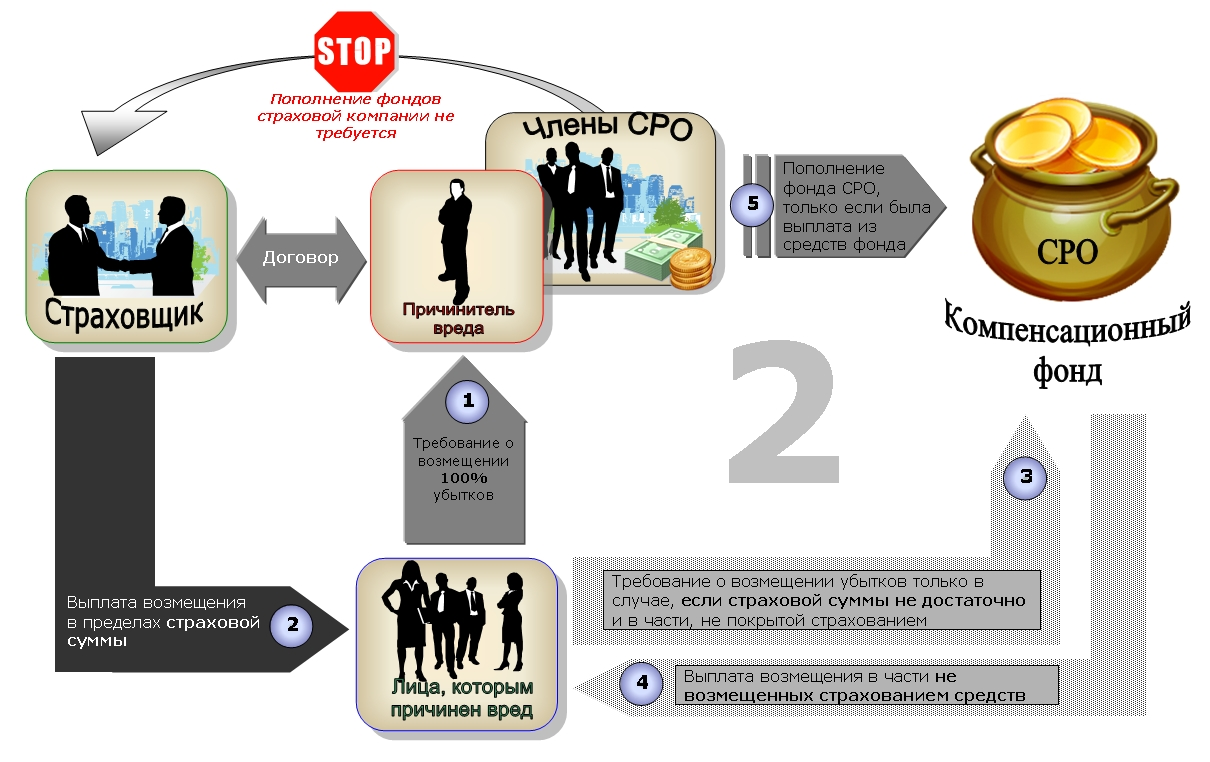 STOP
Пополнение фондов
страховой компании не
требуется
Члены СРО
Страховщик
Договор
Причинитель
вреда
5
Пополнение
фонда СРО,
только если была
выплата из
средств фонда
СРО
Компенсационный
фонд
2
1
Требование о
возмещении
100%
убытков
3
Выплата возмещения
в пределах страховой
суммы
2
Лица, которым
причинен вред
Требование о возмещении убытков только в
случае, если страховой суммы не достаточно
и в части, не покрытой страхованием
4
Выплата возмещения в части не
возмещенных страхованием средств